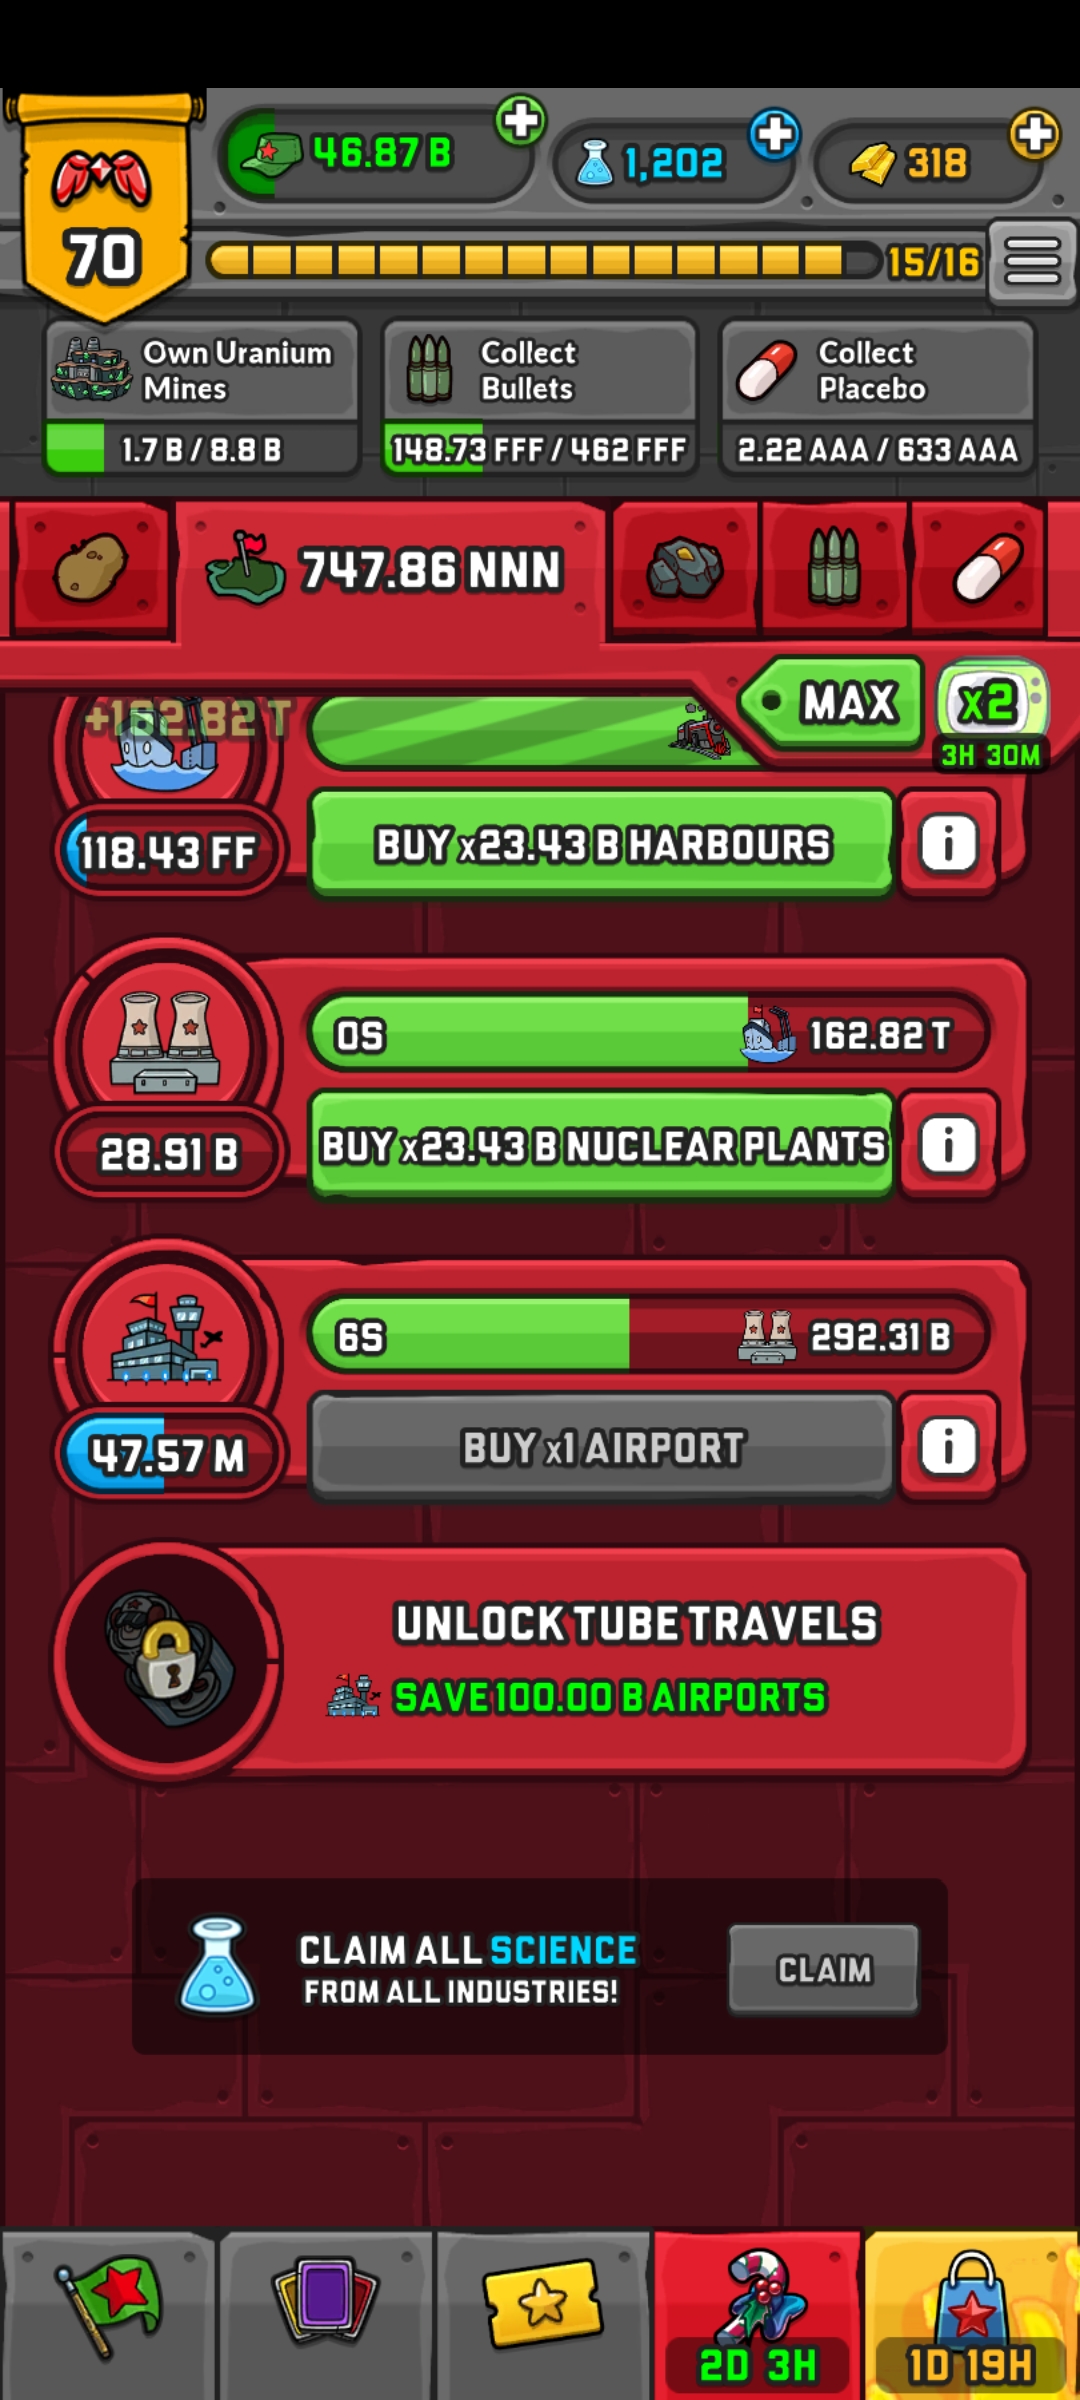 46.87 B
1,202
318
70
15/16
Own Uranium
Mines
Collect
Bullets
Collect
Placebo
1.7 B / 8.8 B
148.73 FFF / 462 FFF
2.22 AAA / 633 AAA
747.86 NNN
MAX
x2
3H 30M
+162.82 T
118.43 FF
BUY x23.43 B HARBOURS
i
0S
162.82 T
28.91 B
BUY x23.43 B NUCLEAR PLANTS
i
6S
292.31 B
47.57 M
BUY x1 AIRPORT
i
UNLOCK TUBE TRAVELS
SAVE 100.00 B AIRPORTS
CLAIM ALL SCIENCE
FROM ALL INDUSTRIES!
CLAIM
2D 3H
1D 19H